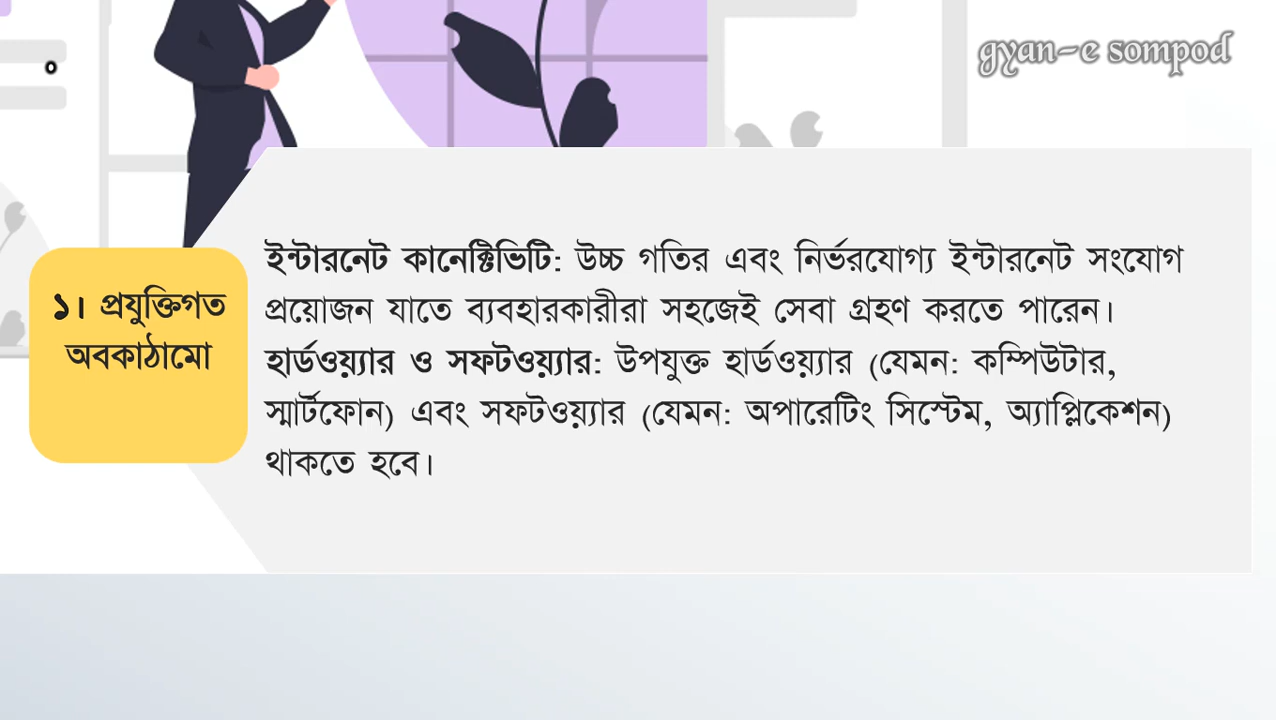 gyan-e sompod
১। প্রযুক্তিগত
অবকাঠামো
ইন্টারনেট কানেক্টিভিটি: উচ্চ গতির এবং নির্ভরযোগ্য ইন্টারনেট সংযোগ
প্রয়োজন যাতে ব্যবহারকারীরা সহজেই সেবা গ্রহণ করতে পারেন।
হার্ডওয়্যার ও সফটওয়্যার: উপযুক্ত হার্ডওয়্যার (যেমন: কম্পিউটার,
স্মার্টফোন) এবং সফটওয়্যার (যেমন: অপারেটিং সিস্টেম, অ্যাপ্লিকেশন)
থাকতে হবে।